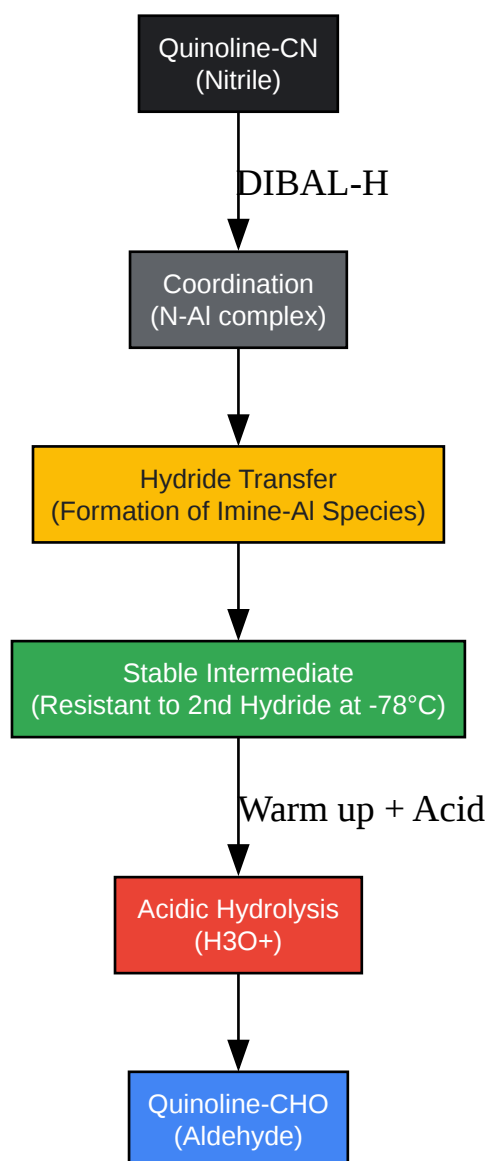 Quinoline-CN
(Nitrile)
DIBAL-H
Coordination
(N-Al complex)
Hydride Transfer
(Formation of Imine-Al Species)
Stable Intermediate
(Resistant to 2nd Hydride at -78°C)
Warm up + Acid
Acidic Hydrolysis
(H3O+)
Quinoline-CHO
(Aldehyde)